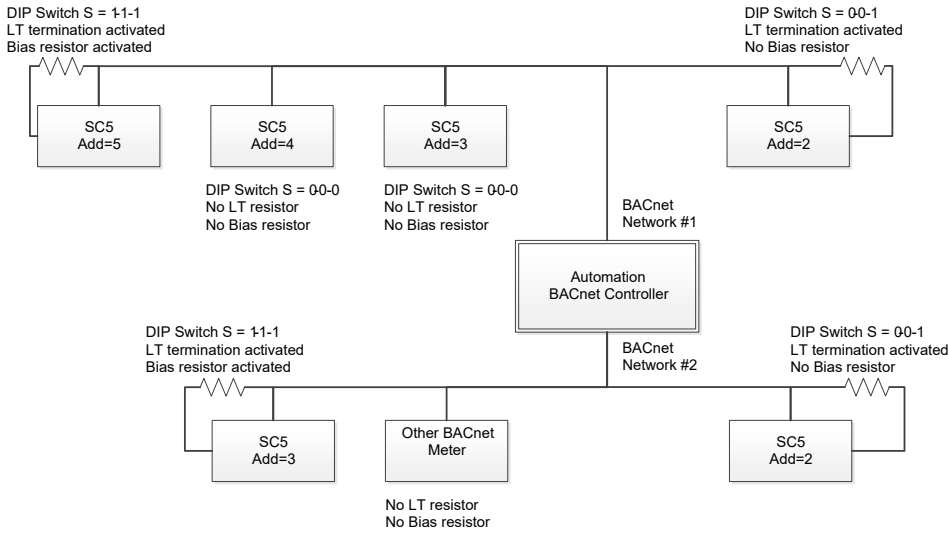 DIP Switch S = 1-1-1
LT termination activated
Bias resistor activated
DIP Switch S = 0-0-1
LT termination activated
No Bias resistor
SC5
Add=5
SC5
Add=4
SC5
Add=3
SC5
Add=2
DIP Switch S = 0-0-0
No LT resistor
No Bias resistor
DIP Switch S = 0-0-0
No LT resistor
No Bias resistor
BACnet
Network #1
Automation
BACnet Controller
BACnet
Network #2
DIP Switch S = 1-1-1
LT termination activated
Bias resistor activated
DIP Switch S = 0-0-1
LT termination activated
No Bias resistor
SC5
Add=3
Other BACnet
Meter
SC5
Add=2
No LT resistor
No Bias resistor